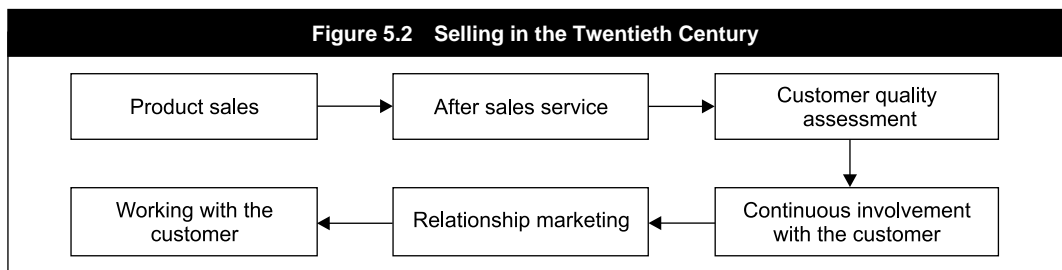 Figure 5.2 Selling in the Twentieth Century
Product sales
After sales service
Customer quality
assessment
Continuous involvement
with the customer
Relationship marketing
Working with the
customer